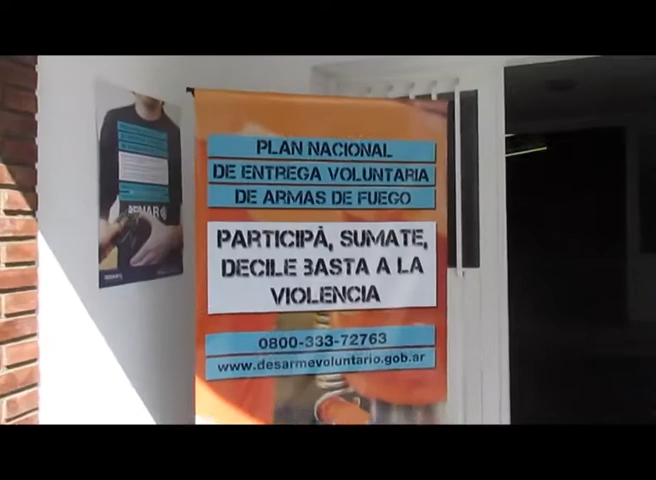 PLAN NACIONAL
DE ENTREGA VOLUNTARIA
DE ARMAS DE FUEGO
PARTICIPÁ, SUMATE,
DECILE BASTA A LA
VIOLENCIA
0800-333-72763
www.desarmevoluntario.gob.ar